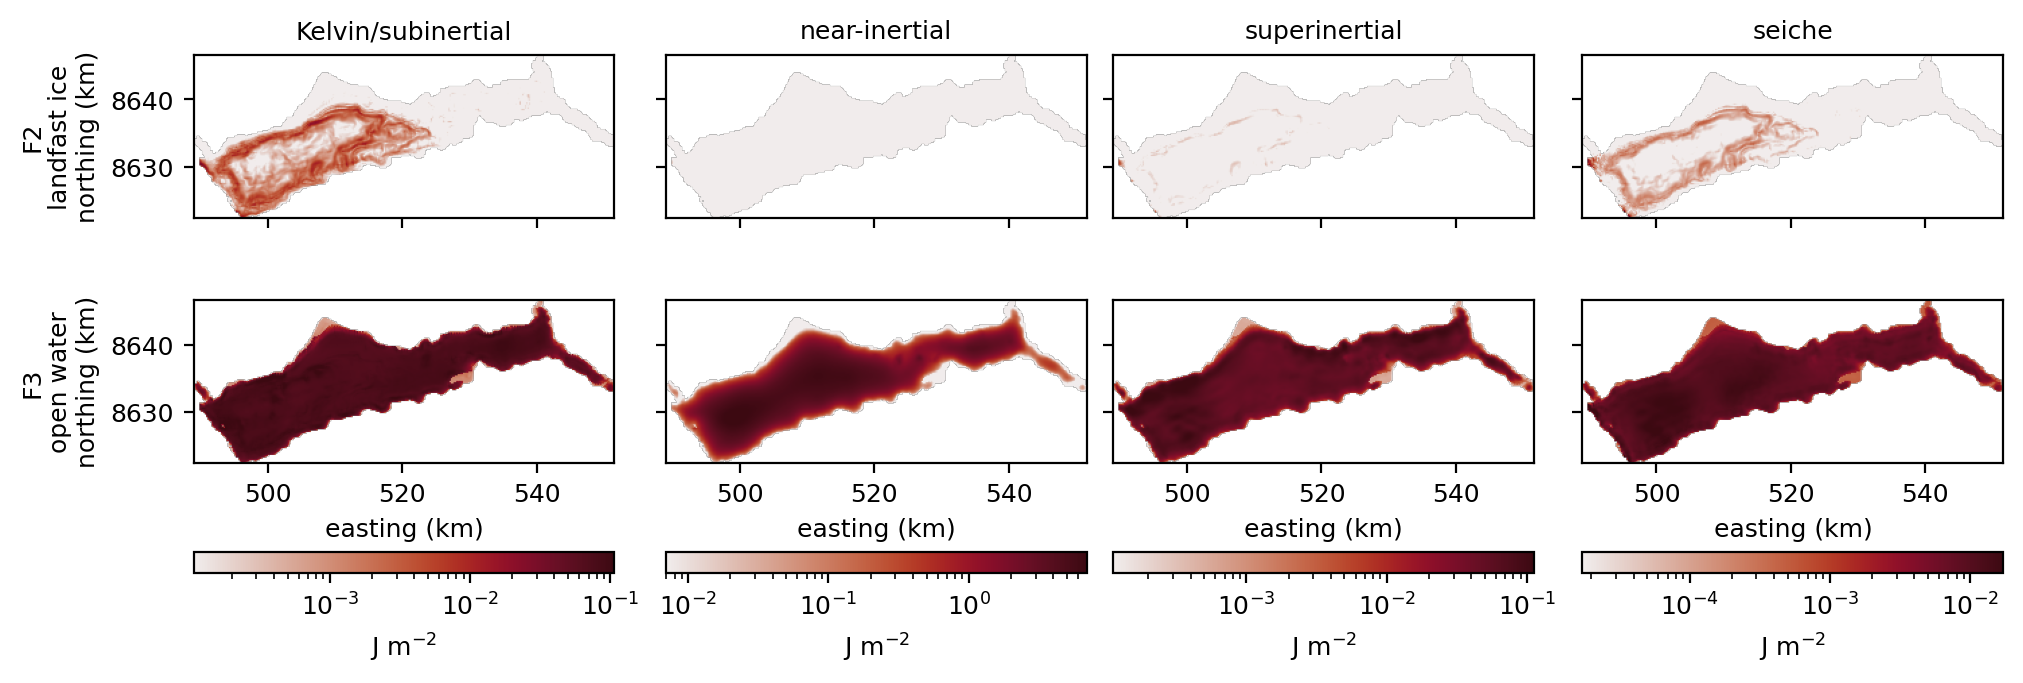 Kelvin/subinertial near-inertial superinertial seiche
F2
landfast ice
northing (km)
8640
8630
F3
open water
northing (km)
8640
8630
500 520 540 500 520 540 500 520 540 500 520 540
easting (km) easting (km) easting (km) easting (km)
10⁻³ 10⁻² 10⁻¹ 10⁻² 10⁻¹ 10⁰ 10⁻³ 10⁻² 10⁻¹ 10⁻⁴ 10⁻³ 10⁻²
J m⁻² J m⁻² J m⁻² J m⁻²